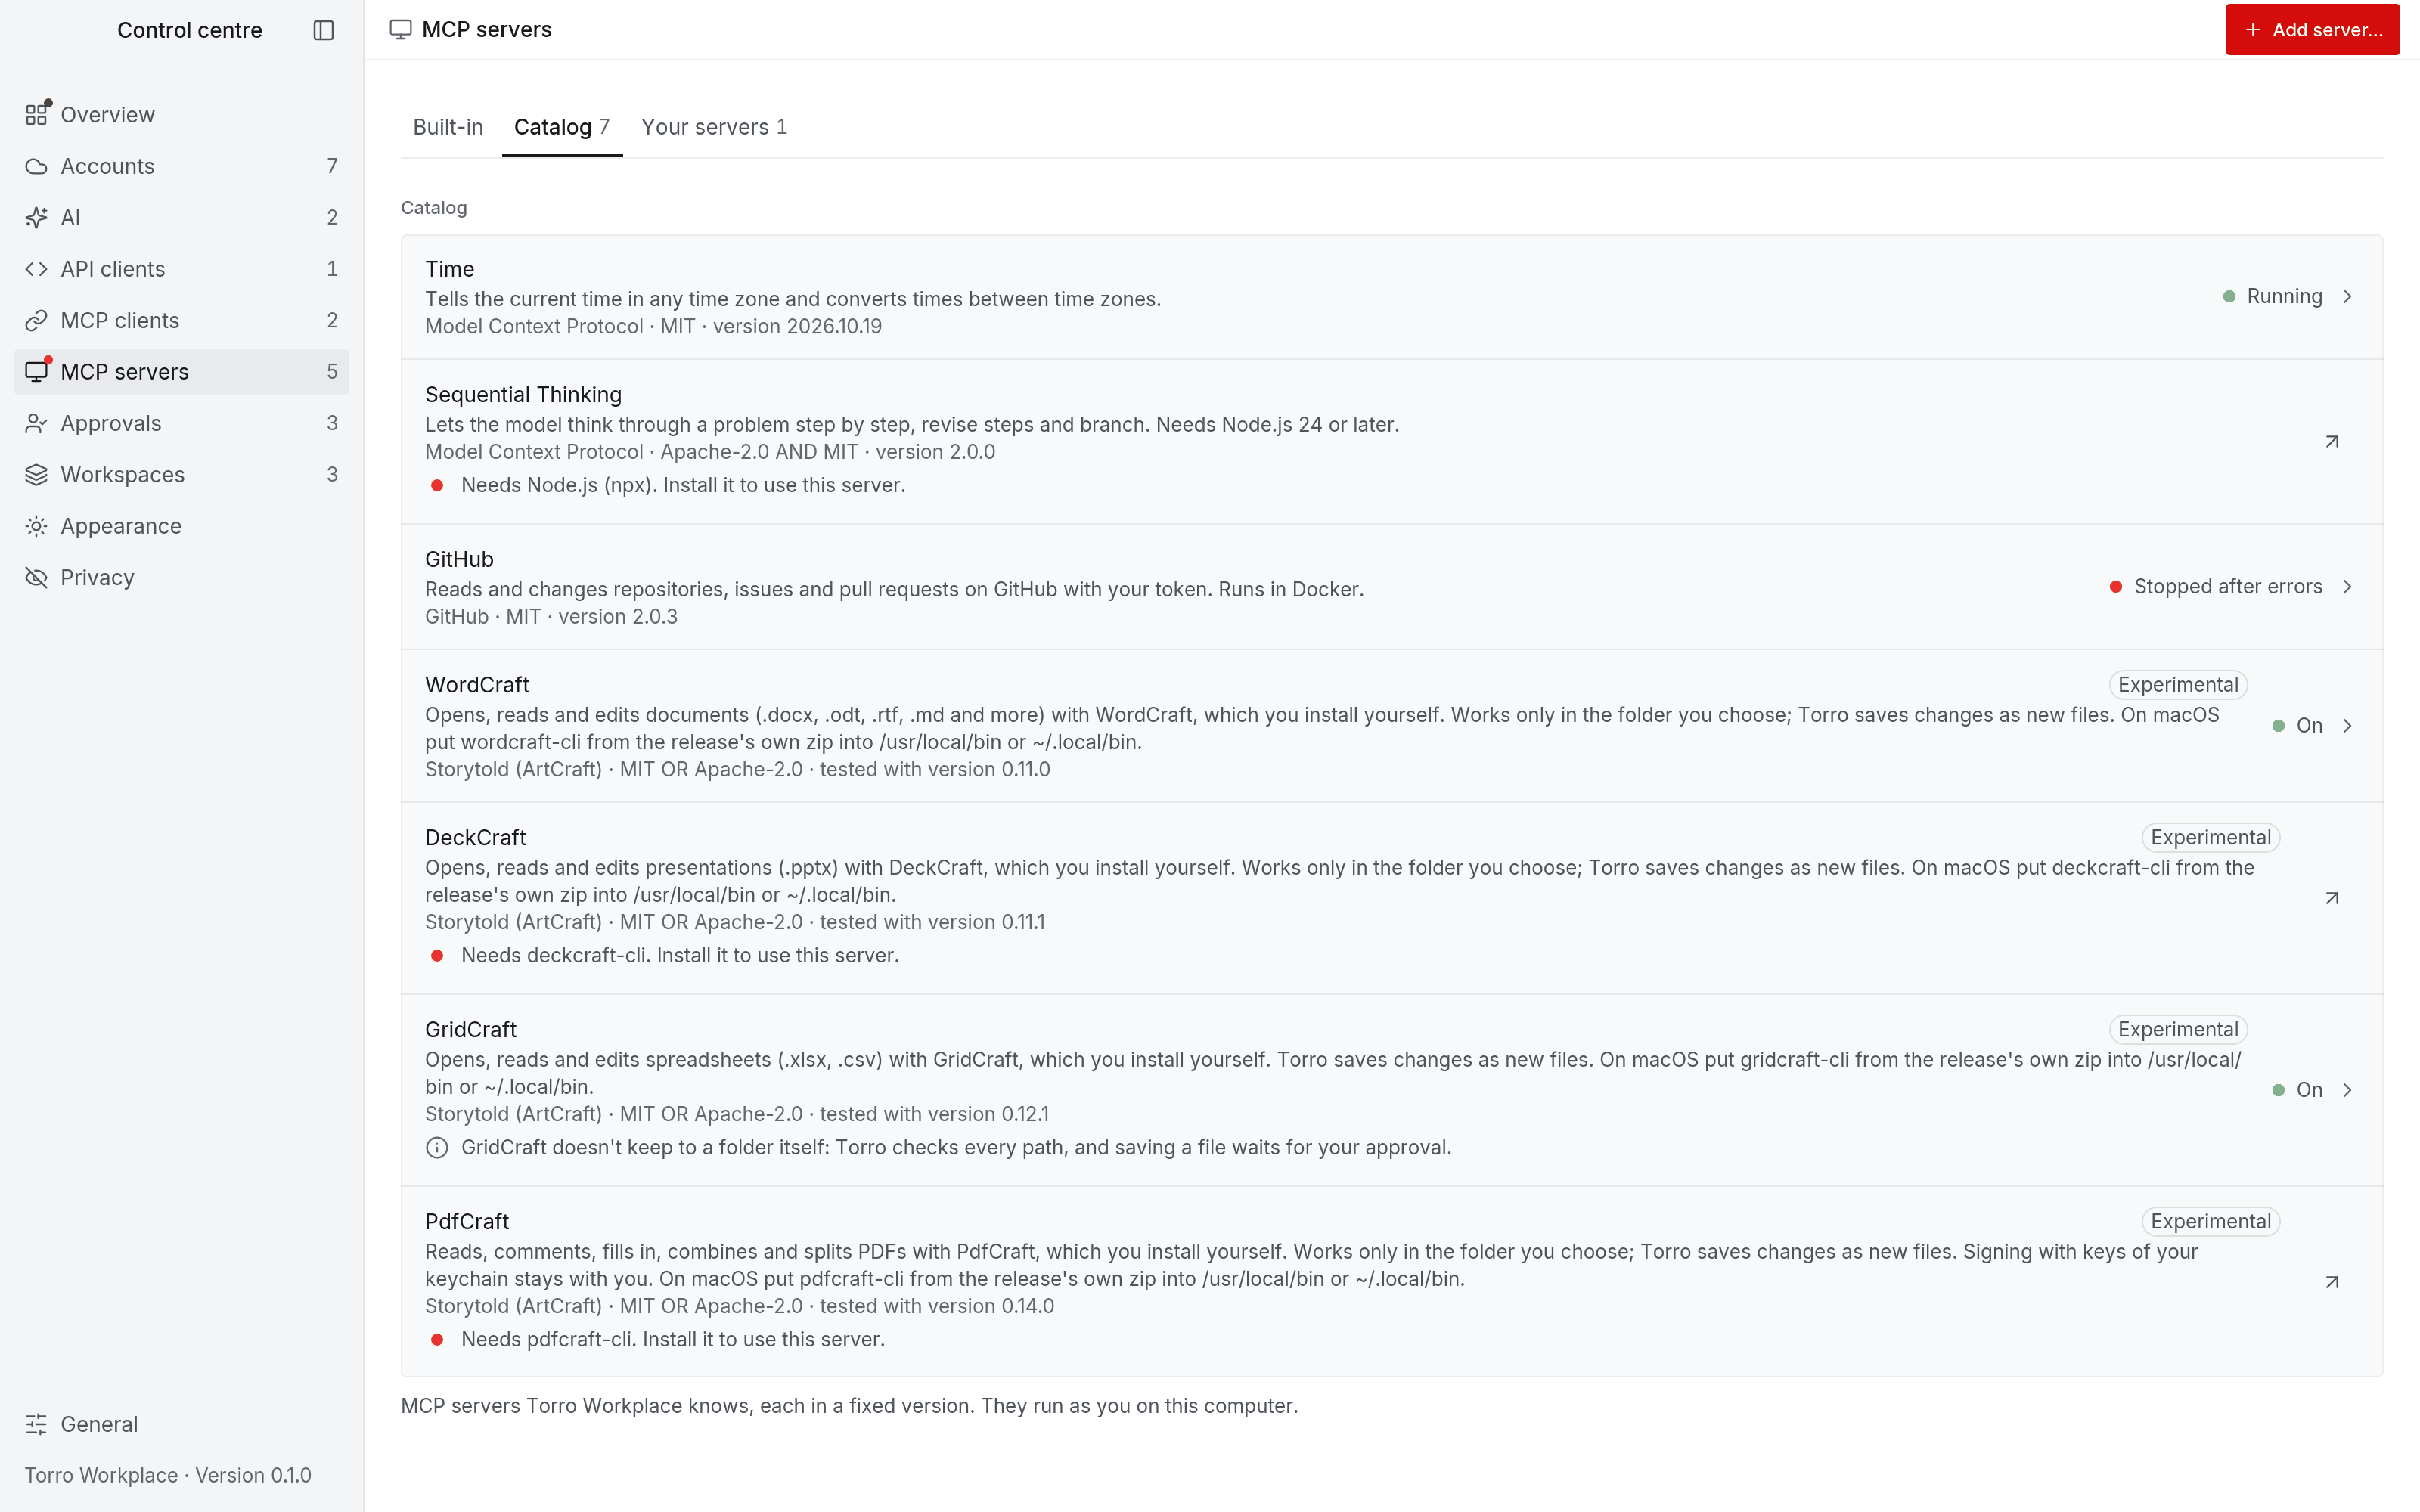 Control centre
Overview
Accounts 7
AI 2
API clients 1
MCP clients 2
MCP servers 5
Approvals 3
Workspaces 3
Appearance
Privacy
General
Torro Workplace · Version 0.1.0
MCP servers
+ Add server...
Built-in Catalog 7 Your servers 1
Catalog
Time
Tells the current time in any time zone and converts times between time zones.
Model Context Protocol · MIT · version 2026.10.19
Running
Sequential Thinking
Lets the model think through a problem step by step, revise steps and branch. Needs Node.js 24 or later.
Model Context Protocol · Apache-2.0 AND MIT · version 2.0.0
Needs Node.js (npx). Install it to use this server.
GitHub
Reads and changes repositories, issues and pull requests on GitHub with your token. Runs in Docker.
GitHub · MIT · version 2.0.3
Stopped after errors
WordCraft
Experimental
Opens, reads and edits documents (.docx, .odt, .rtf, .md and more) with WordCraft, which you install yourself. Works only in the folder you choose; Torro saves changes as new files. On macOS
put wordcraft-cli from the release's own zip into /usr/local/bin or ~/.local/bin.
Storytold (ArtCraft) · MIT OR Apache-2.0 · tested with version 0.11.0
On
DeckCraft
Experimental
Opens, reads and edits presentations (.pptx) with DeckCraft, which you install yourself. Works only in the folder you choose; Torro saves changes as new files. On macOS put deckcraft-cli from the
release's own zip into /usr/local/bin or ~/.local/bin.
Storytold (ArtCraft) · MIT OR Apache-2.0 · tested with version 0.11.1
Needs deckcraft-cli. Install it to use this server.
GridCraft
Experimental
Opens, reads and edits spreadsheets (.xlsx, .csv) with GridCraft, which you install yourself. Torro saves changes as new files. On macOS put gridcraft-cli from the release's own zip into /usr/local/
bin or ~/.local/bin.
Storytold (ArtCraft) · MIT OR Apache-2.0 · tested with version 0.12.1
GridCraft doesn't keep to a folder itself: Torro checks every path, and saving a file waits for your approval.
On
PdfCraft
Experimental
Reads, comments, fills in, combines and splits PDFs with PdfCraft, which you install yourself. Works only in the folder you choose; Torro saves changes as new files. Signing with keys of your
keychain stays with you. On macOS put pdfcraft-cli from the release's own zip into /usr/local/bin or ~/.local/bin.
Storytold (ArtCraft) · MIT OR Apache-2.0 · tested with version 0.14.0
Needs pdfcraft-cli. Install it to use this server.
MCP servers Torro Workplace knows, each in a fixed version. They run as you on this computer.